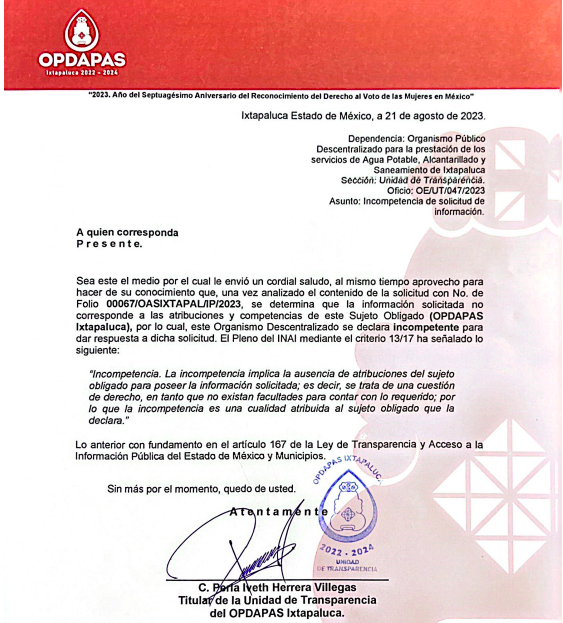 OPDAPAS
Ixtapaluca 2022 - 2024
"2023. Año del Septuagésimo Aniversario del Reconocimiento del Derecho al Voto de las Mujeres en México"
Ixtapaluca Estado de México, a 21 de agosto de 2023.
Dependencia: Organismo Público
Descentralizado para la prestación de los
servicios de Agua Potable, Alcantarillado y
Saneamiento de Ixtapaluca
Sección: Unidad de Transparencia.
Oficio: OE/UT/047/2023
Asunto: Incompetencia de solicitud de
información.
A quien corresponda
P r e s e n t e.
Sea este el medio por el cual le envió un cordial saludo, al mismo tiempo aprovecho para
hacer de su conocimiento que, una vez analizado el contenido de la solicitud con No. de
Folio 00067/OASIXTAPAL/IP/2023, se determina que la información solicitada no
corresponde a las atribuciones y competencias de este Sujeto Obligado (OPDAPAS
Ixtapaluca), por lo cual, este Organismo Descentralizado se declara incompetente para
dar respuesta a dicha solicitud. El Pleno del INAI mediante el criterio 13/17 ha señalado lo
siguiente:
"Incompetencia. La incompetencia implica la ausencia de atribuciones del sujeto
obligado para poseer la información solicitada; es decir, se trata de una cuestión
de derecho, en tanto que no existan facultades para contar con lo requerido; por
lo que la incompetencia es una cualidad atribuida al sujeto obligado que la
declara."
Lo anterior con fundamento en el artículo 167 de la Ley de Transparencia y Acceso a la
Información Pública del Estado de México y Municipios.
Sin más por el momento, quedo de usted.
A t e n t a m e n t e
OPDAPAS IXTAPALUC
2022 - 2024
UNIDAD
DE TRANSPARENCIA
C. Perla Iveth Herrera Villegas
Titular de la Unidad de Transparencia
del OPDAPAS Ixtapaluca.